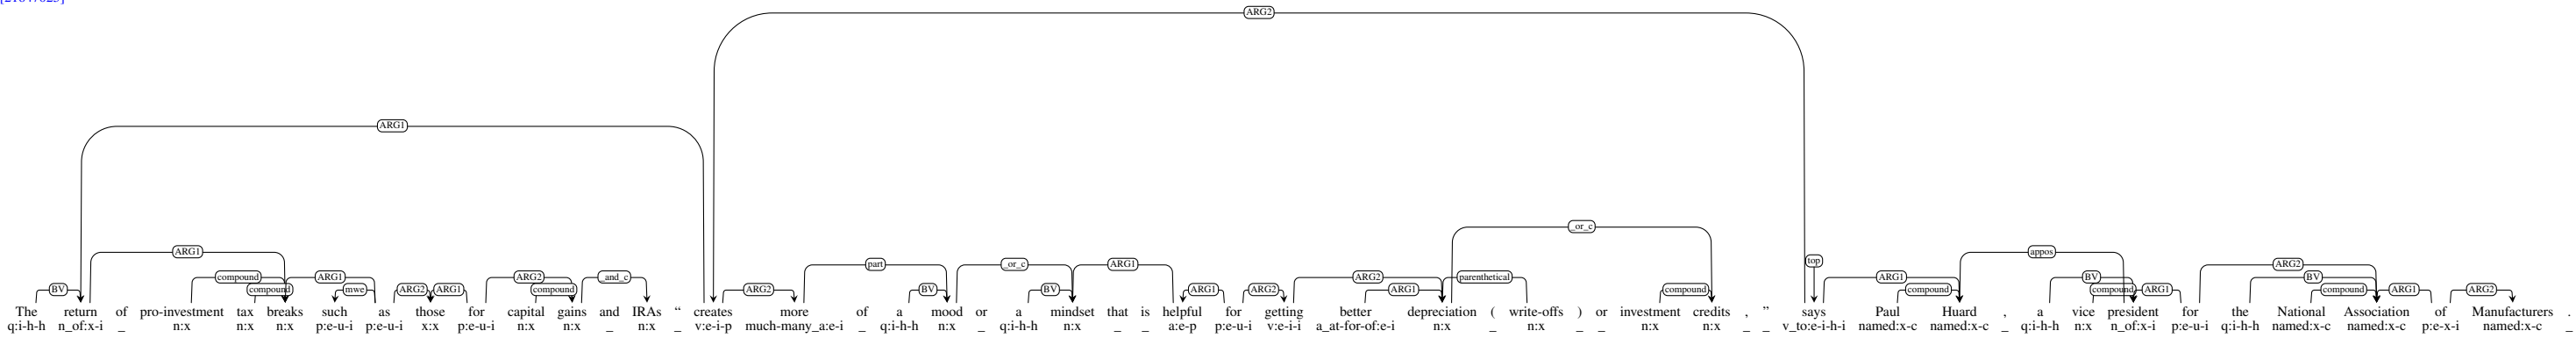 ARG2
ARG1
_or_c
top
ARG1 appos
part _or_c ARG1 ARG2
compound ARG1 ARG2 _and_c ARG2 parenthetical ARG1 BV BV
BV compound mwe ARG2 ARG1 compound ARG2 BV BV ARG1 ARG2 ARG1 compound compound compound ARG1 compound ARG1 ARG2
The return of pro-investment tax breaks such as those for capital gains and IRAs “ creates more of a mood or a mindset that is helpful for getting better depreciation ( write-offs ) or investment credits , ” says Paul Huard , a vice president for the National Association of Manufacturers .
q:i-h-h n_of:x-i _ n:x n:x n:x p:e-u-i p:e-u-i x:x p:e-u-i n:x n:x _ n:x _ v:e-i-p much-many_a:e-i _ q:i-h-h n:x _ q:i-h-h n:x _ _ a:e-p p:e-u-i v:e-i-i a_at-for-of:e-i n:x _ n:x _ _ n:x n:x _ _ v_to:e-i-h-i named:x-c named:x-c _ q:i-h-h n:x n_of:x-i p:e-u-i q:i-h-h named:x-c named:x-c p:e-x-i named:x-c _